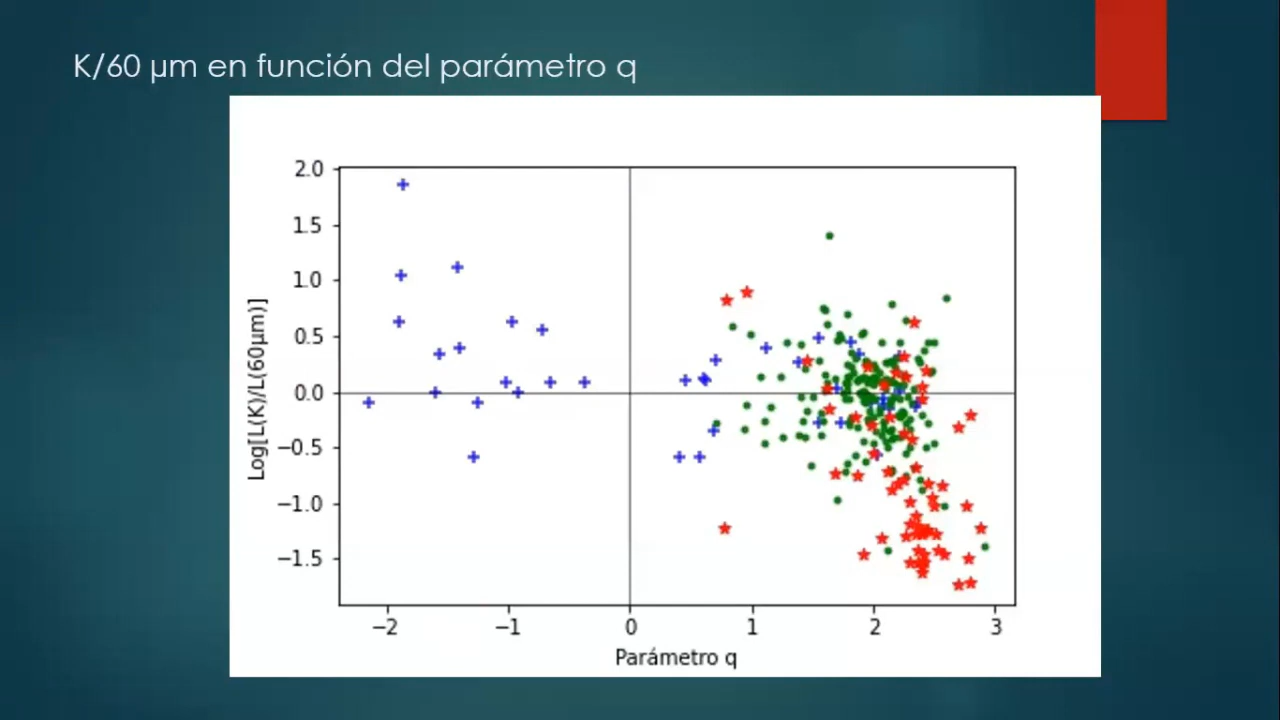 K/60 µm en función del parámetro q
2.0
1.5
1.0
0.5
0.0
−0.5
−1.0
−1.5
Log[L(K)/L(60µm)]
−2 −1 0 1 2 3
Parámetro q